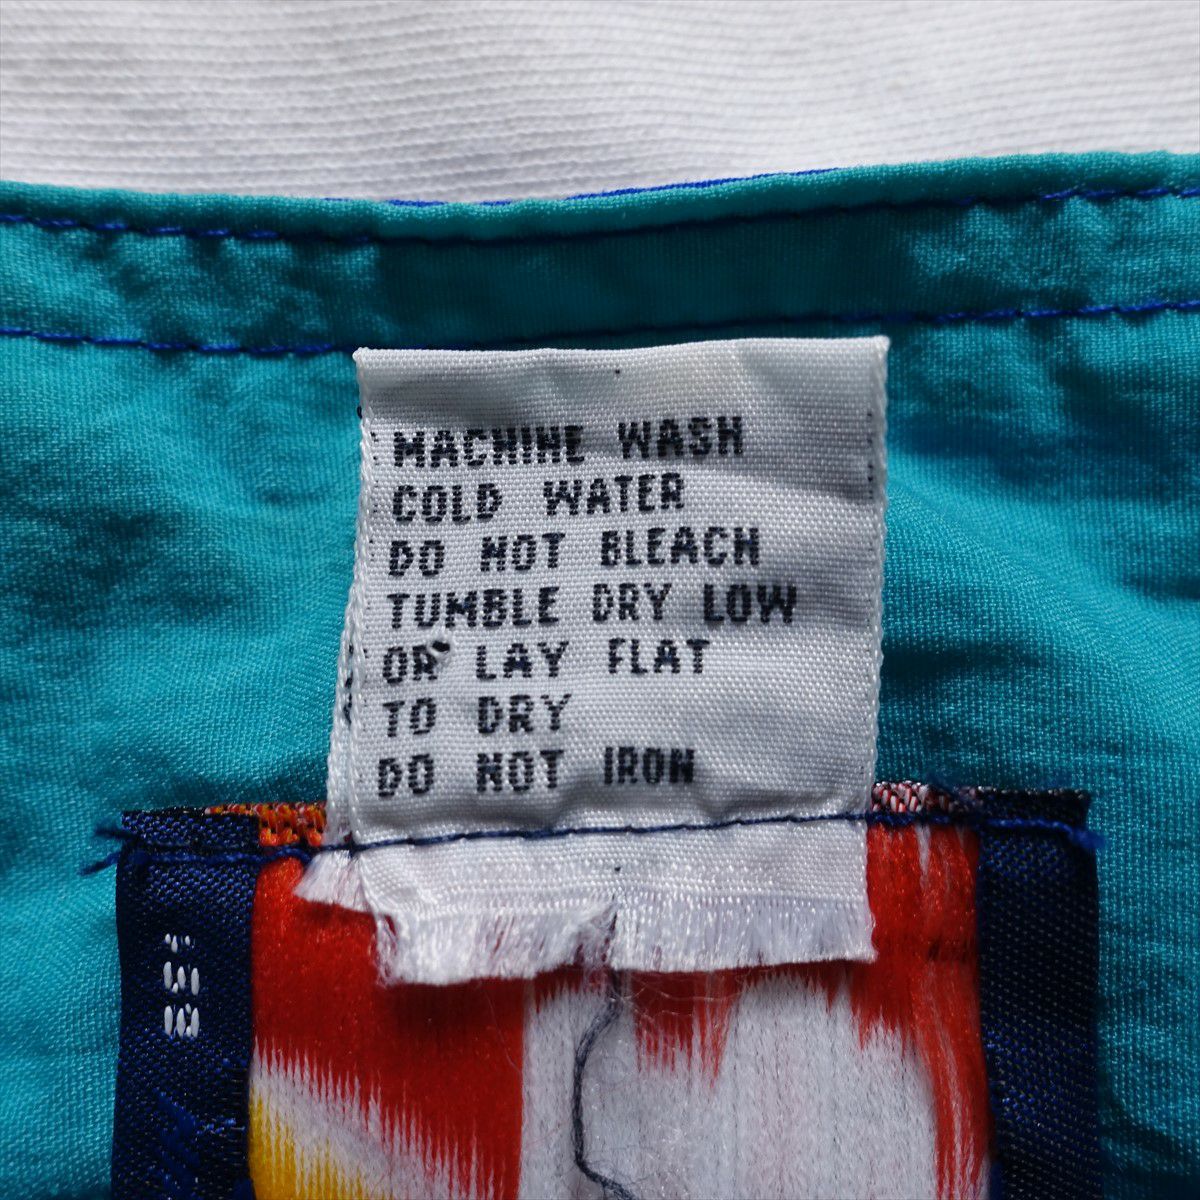 MACHINE WASH
COLD WATER
DO NOT BLEACH
TUMBLE DRY LOW
OR LAY FLAT
TO DRY
DO NOT IRON